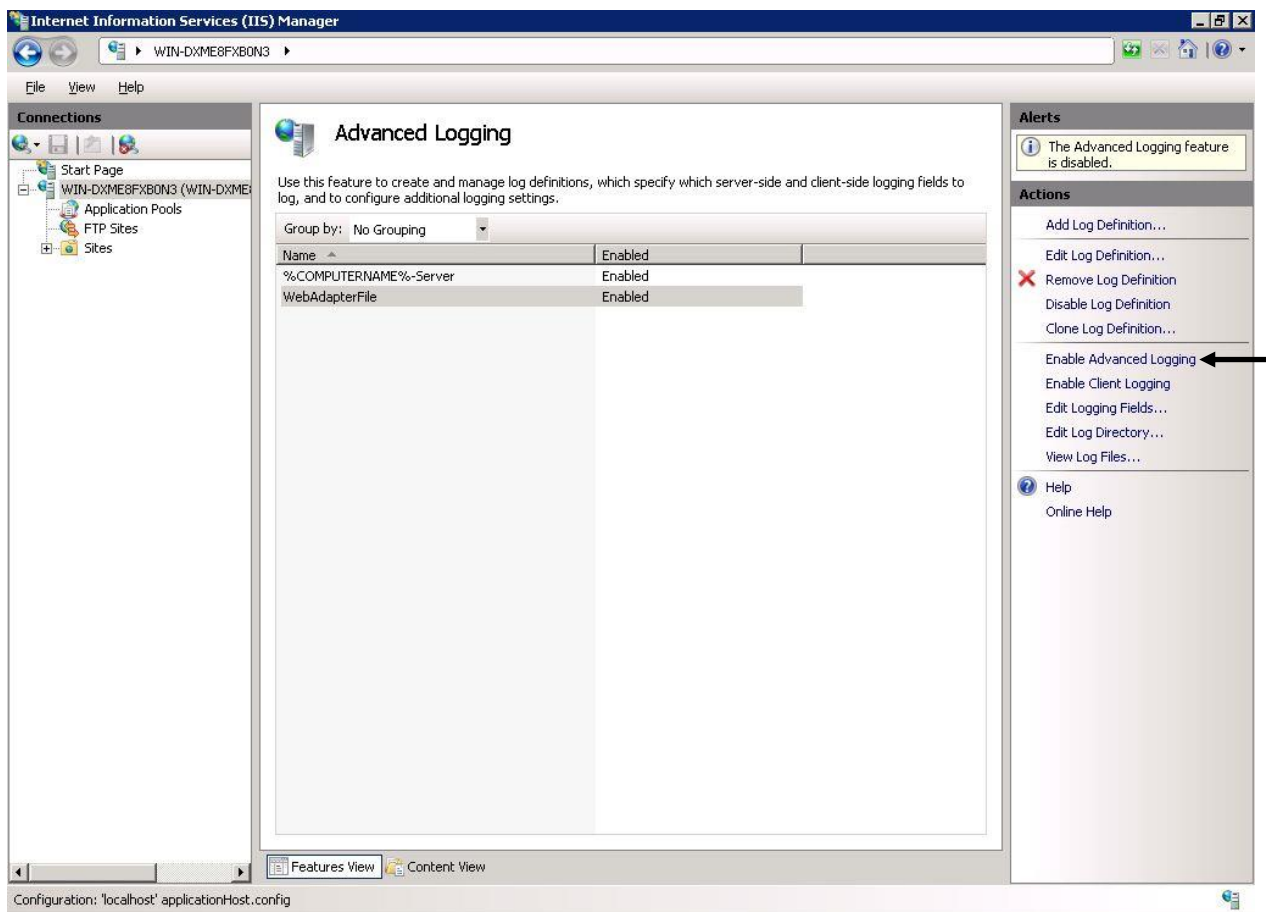 Internet Information Services (IIS) Manager
WIN-DXME8FXB0N3
File View Help
Connections
Start Page
WIN-DXME8FXB0N3 (WIN-DXME8
Application Pools
FTP Sites
Sites
Advanced Logging
Use this feature to create and manage log definitions, which specify which server-side and client-side logging fields to
log, and to configure additional logging settings.
Group by: No Grouping
Name Enabled
%COMPUTERNAME%-Server Enabled
WebAdapterFile Enabled
Features View Content View
Alerts
The Advanced Logging feature
is disabled.
Actions
Add Log Definition...
Edit Log Definition...
Remove Log Definition
Disable Log Definition
Clone Log Definition...
Enable Advanced Logging
Enable Client Logging
Edit Logging Fields...
Edit Log Directory...
View Log Files...
Help
Online Help
Configuration: 'localhost' applicationHost.config